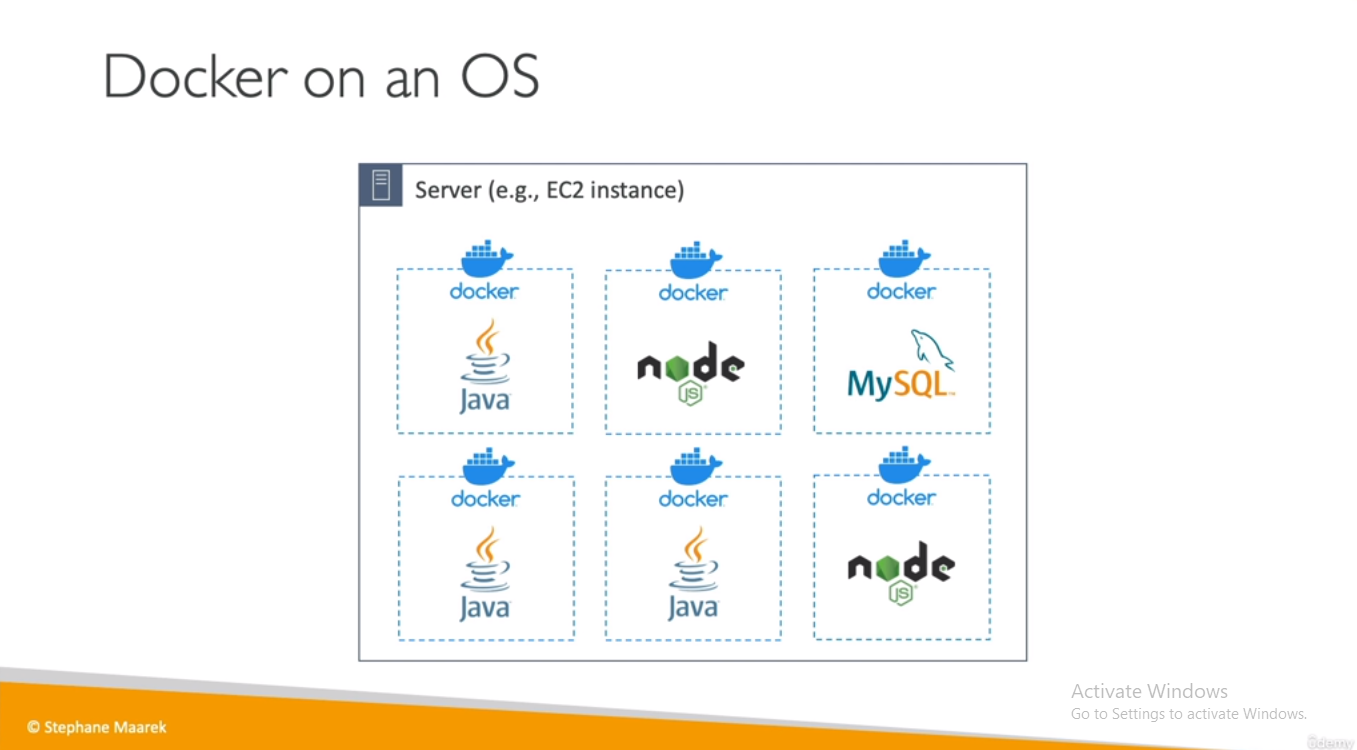 Docker on an OS
Server (e.g., EC2 instance)
docker
docker
docker
Java
node
JS
MySQL
docker
docker
docker
Java
Java
node
JS
Activate Windows
Go to Settings to activate Windows.
© Stephane Maarek
ûdemy